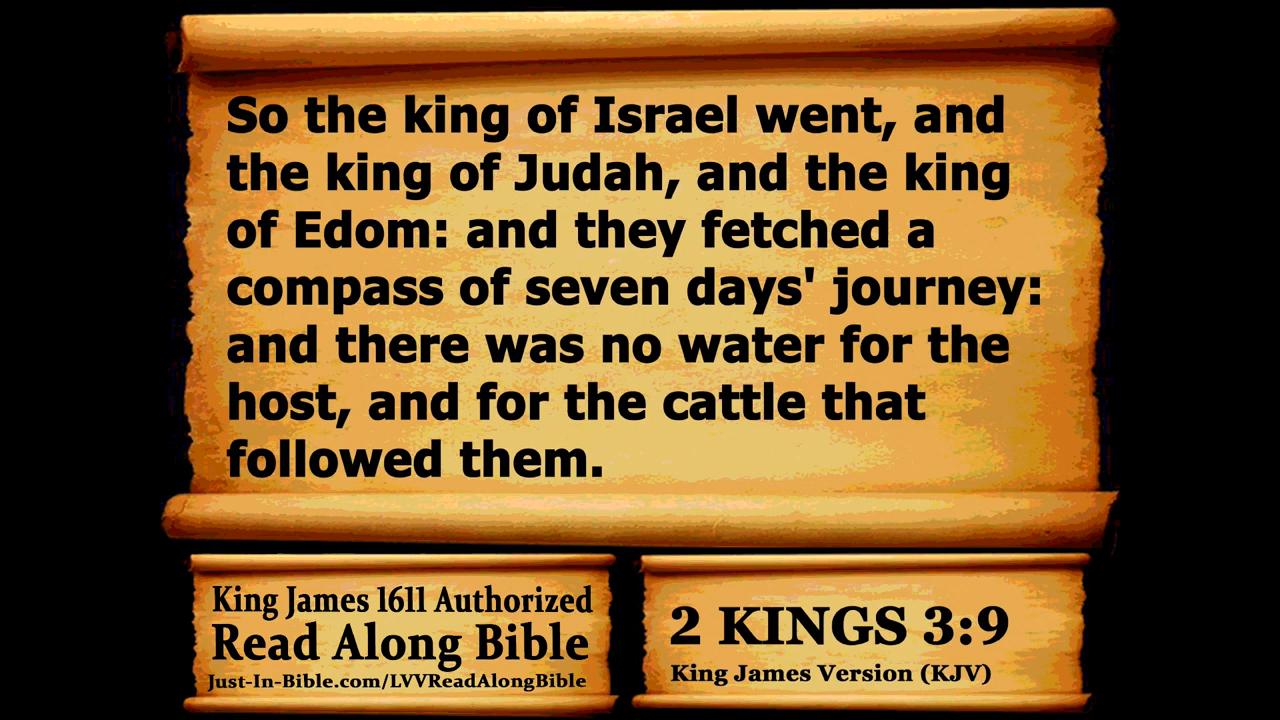 So the king of Israel went, and
the king of Judah, and the king
of Edom: and they fetched a
compass of seven days' journey:
and there was no water for the
host, and for the cattle that
followed them.
King James 1611 Authorized
Read Along Bible
Just-In-Bible.com/LVVReadAlongBible
2 KINGS 3:9
King James Version (KJV)